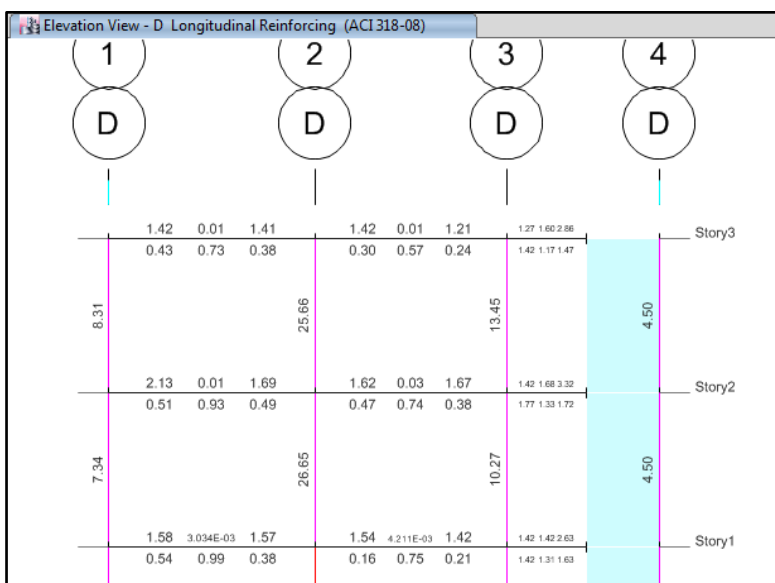 Elevation View - D Longitudinal Reinforcing (ACI 318-08)
1 2 3 4
D D D D
1.42 0.01 1.41 1.42 0.01 1.21 1.27 1.60 2.86 Story3
0.43 0.73 0.38 0.30 0.57 0.24 1.42 1.17 1.47
8.31 25.66 13.45 4.50
2.13 0.01 1.69 1.62 0.03 1.67 1.42 1.68 3.32 Story2
0.51 0.93 0.49 0.47 0.74 0.38 1.77 1.33 1.72
7.34 26.65 10.27 4.50
1.58 3.034E-03 1.57 1.54 4.211E-03 1.42 1.42 1.42 2.63 Story1
0.54 0.99 0.38 0.16 0.75 0.21 1.42 1.31 1.63